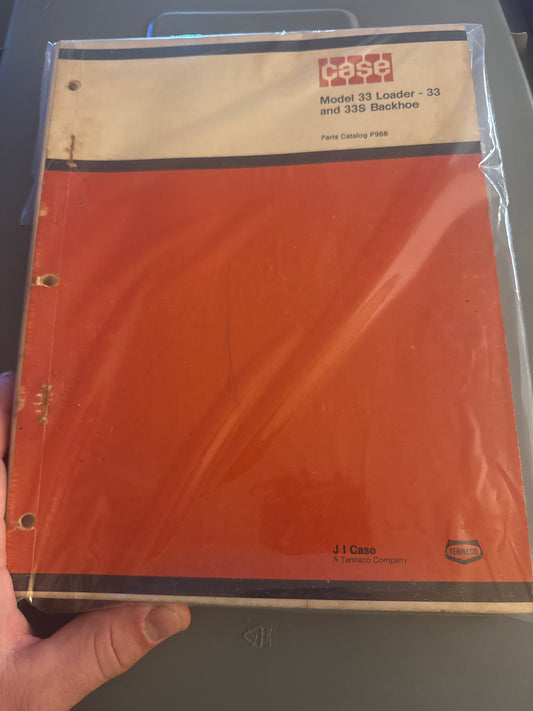 case
Model 33 Loader - 33
and 33S Backhoe
Parts Catalog F966
J I Case
A Tenneco Company
TENNECO